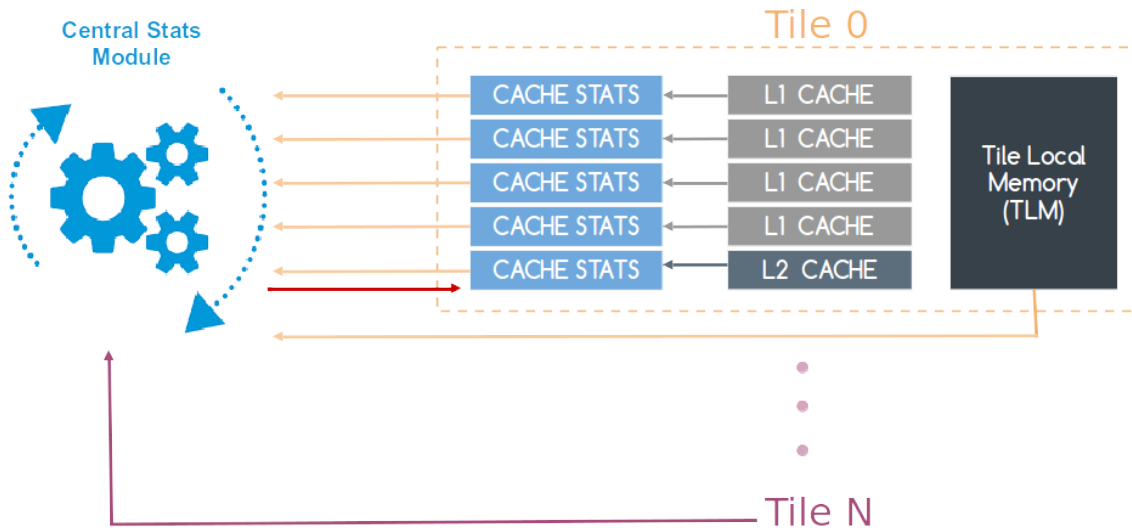 Tile 0
Central Stats
Module
CACHE STATS
L1 CACHE
CACHE STATS
L1 CACHE
CACHE STATS
L1 CACHE
CACHE STATS
L1 CACHE
CACHE STATS
L2 CACHE
Tile Local
Memory
(TLM)
Tile N